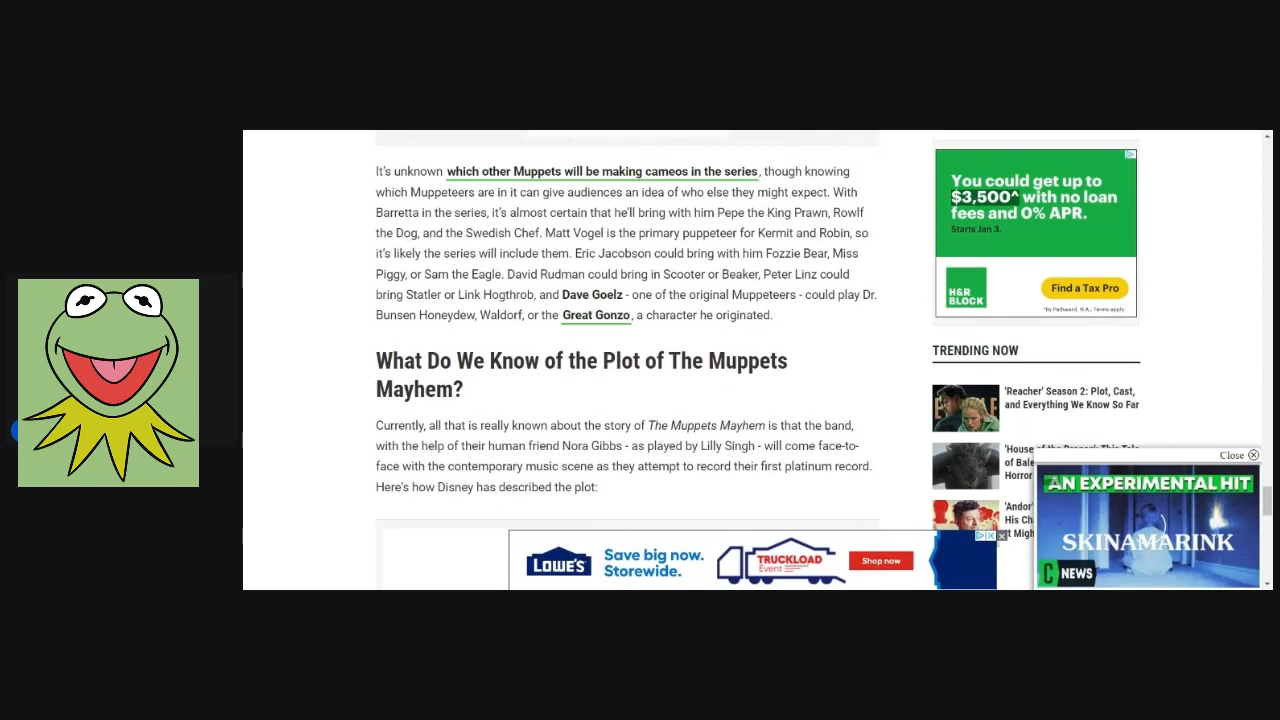 It's unknown which other Muppets will be making cameos in the series, though knowing
which Muppeteers are in it can give audiences an idea of who else they might expect. With
Barretta in the series, it's almost certain that he'll bring with him Pepe the King Prawn, Rowlf
the Dog, and the Swedish Chef. Matt Vogel is the primary puppeteer for Kermit and Robin, so
it's likely the series will include them. Eric Jacobson could bring with him Fozzie Bear, Miss
Piggy, or Sam the Eagle. David Rudman could bring in Scooter or Beaker, Peter Linz could
bring Statler or Link Hogthrob, and Dave Goelz - one of the original Muppeteers - could play Dr.
Bunsen Honeydew, Waldorf, or the Great Gonzo, a character he originated.
What Do We Know of the Plot of The Muppets
Mayhem?
Currently, all that is really known about the story of The Muppets Mayhem is that the band,
with the help of their human friend Nora Gibbs - as played by Lilly Singh - will come face-to-
face with the contemporary music scene as they attempt to record their first platinum record.
Here's how Disney has described the plot:
LOWE'S
Save big now.
Storewide.
TRUCKLOAD
Event
Shop now
You could get up to
$3,500^ with no loan
fees and 0% APR.
Starts Jan 3.
H&R
BLOCK
Find a Tax Pro
^By Pathward, N.A.; Terms apply.
TRENDING NOW
'Reacher' Season 2: Plot, Cast,
and Everything We Know So Far
'House
of Bale
Horror
'Andor'
His Ch
t Migh
Close
AN EXPERIMENTAL HIT
SKINAMARINK
C NEWS